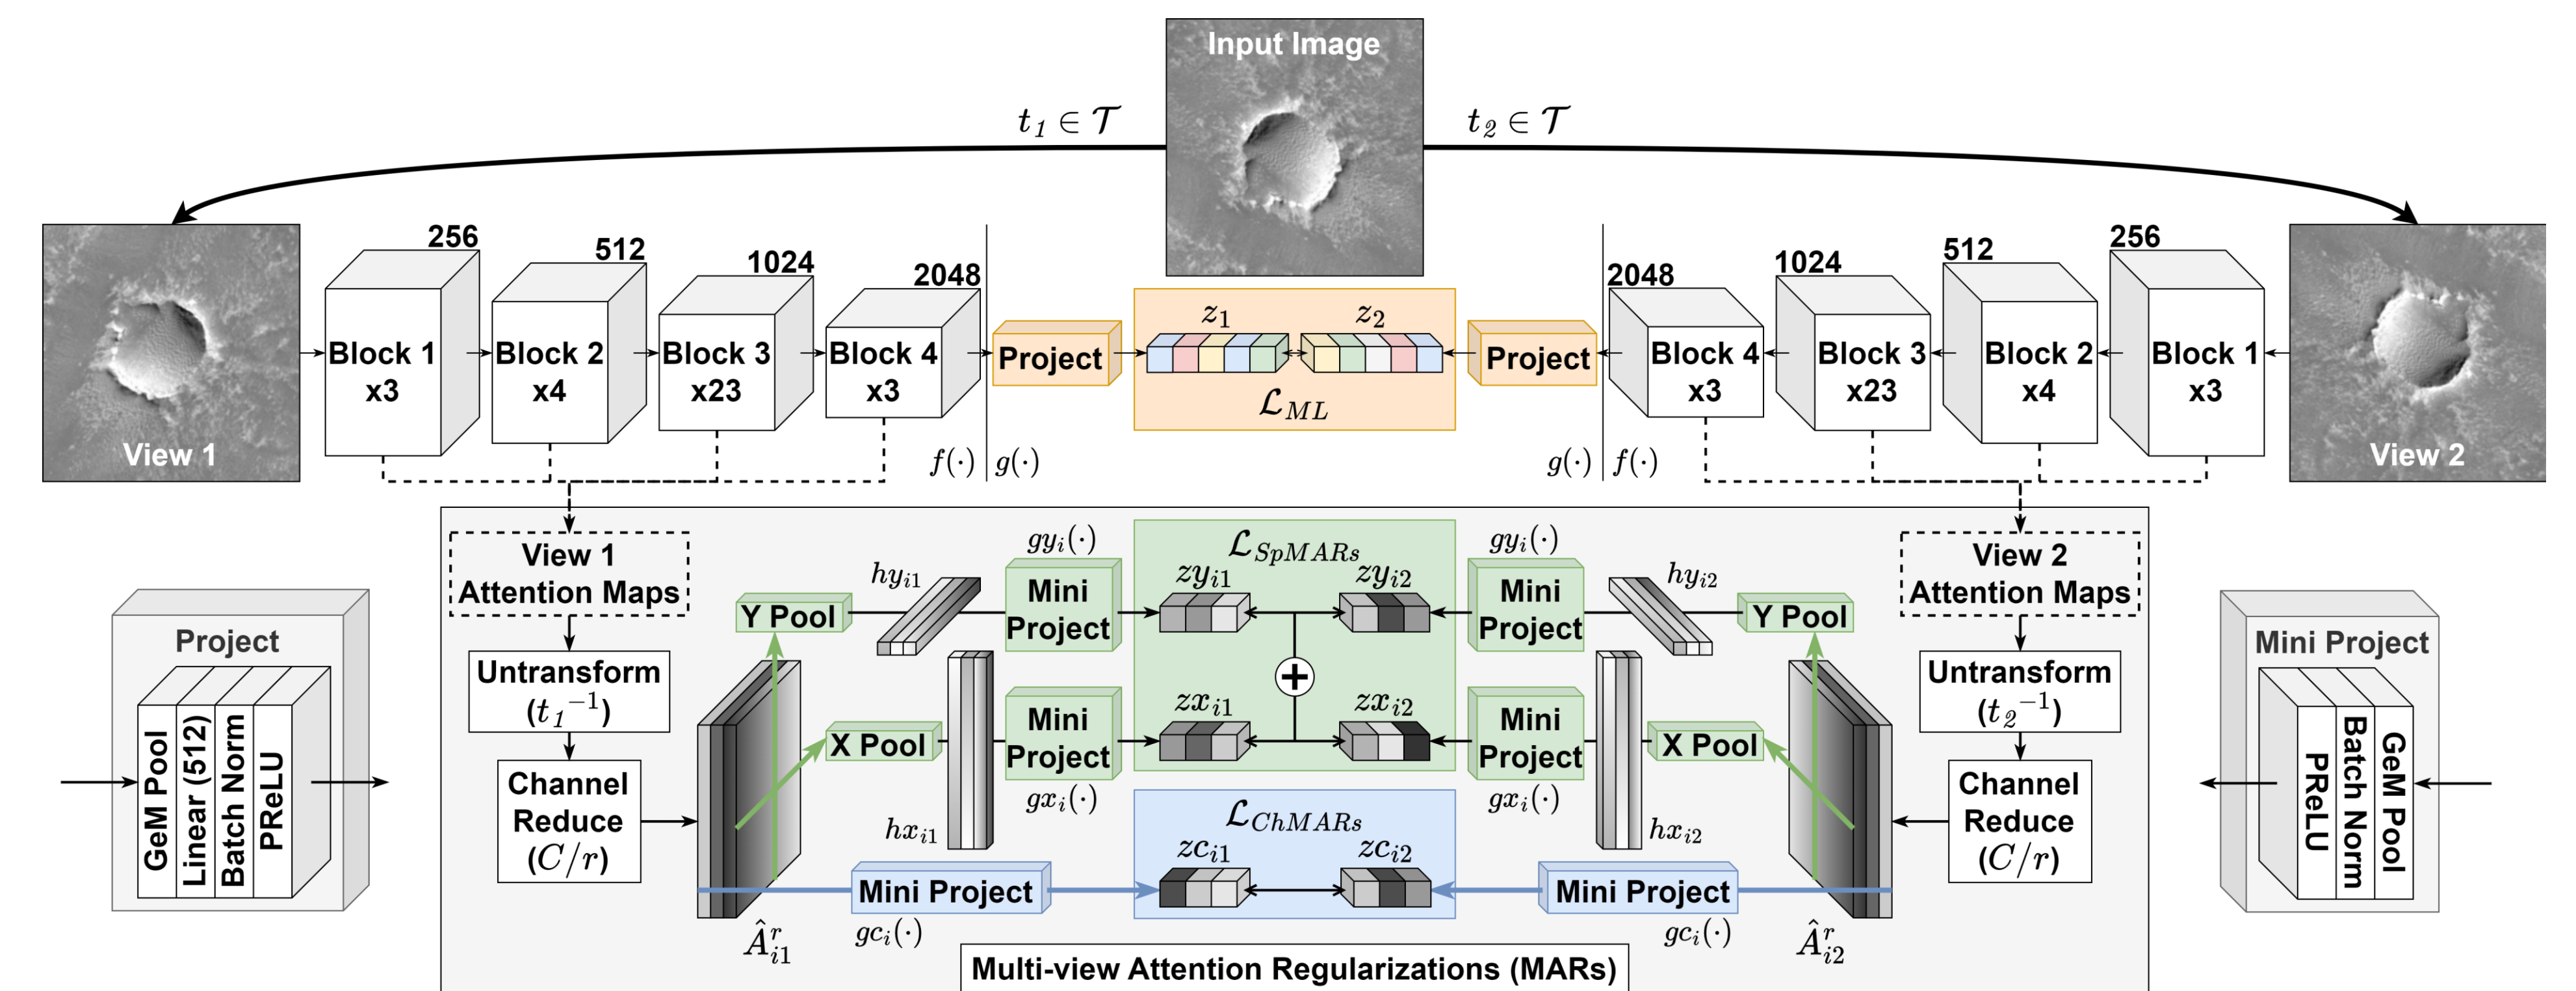 Input Image
t₁ ∈ 𝒯
t₂ ∈ 𝒯
256
512
1024
2048
2048
1024
512
256
View 1
Block 1
x3
Block 2
x4
Block 3
x23
Block 4
x3
Project
z₁
z₂
ℒ_ML
Project
Block 4
x3
Block 3
x23
Block 2
x4
Block 1
x3
View 2
f(·)
g(·)
g(·)
f(·)
View 1
Attention Maps
Untransform
(t₁⁻¹)
Channel
Reduce
(C/r)
Â^r_i1
Y Pool
X Pool
hy_i1
hx_i1
gy_i(·)
Mini
Project
Mini
Project
gx_i(·)
Mini Project
gc_i(·)
ℒ_SpMARs
zy_i1
zy_i2
+
zx_i1
zx_i2
ℒ_ChMARs
zc_i1
zc_i2
gy_i(·)
Mini
Project
Mini
Project
gx_i(·)
Mini Project
gc_i(·)
hy_i2
hx_i2
Y Pool
X Pool
Â^r_i2
View 2
Attention Maps
Untransform
(t₂⁻¹)
Channel
Reduce
(C/r)
Multi-view Attention Regularizations (MARs)
Project
GeM Pool
Linear (512)
Batch Norm
PReLU
Mini Project
PReLU
Batch Norm
GeM Pool